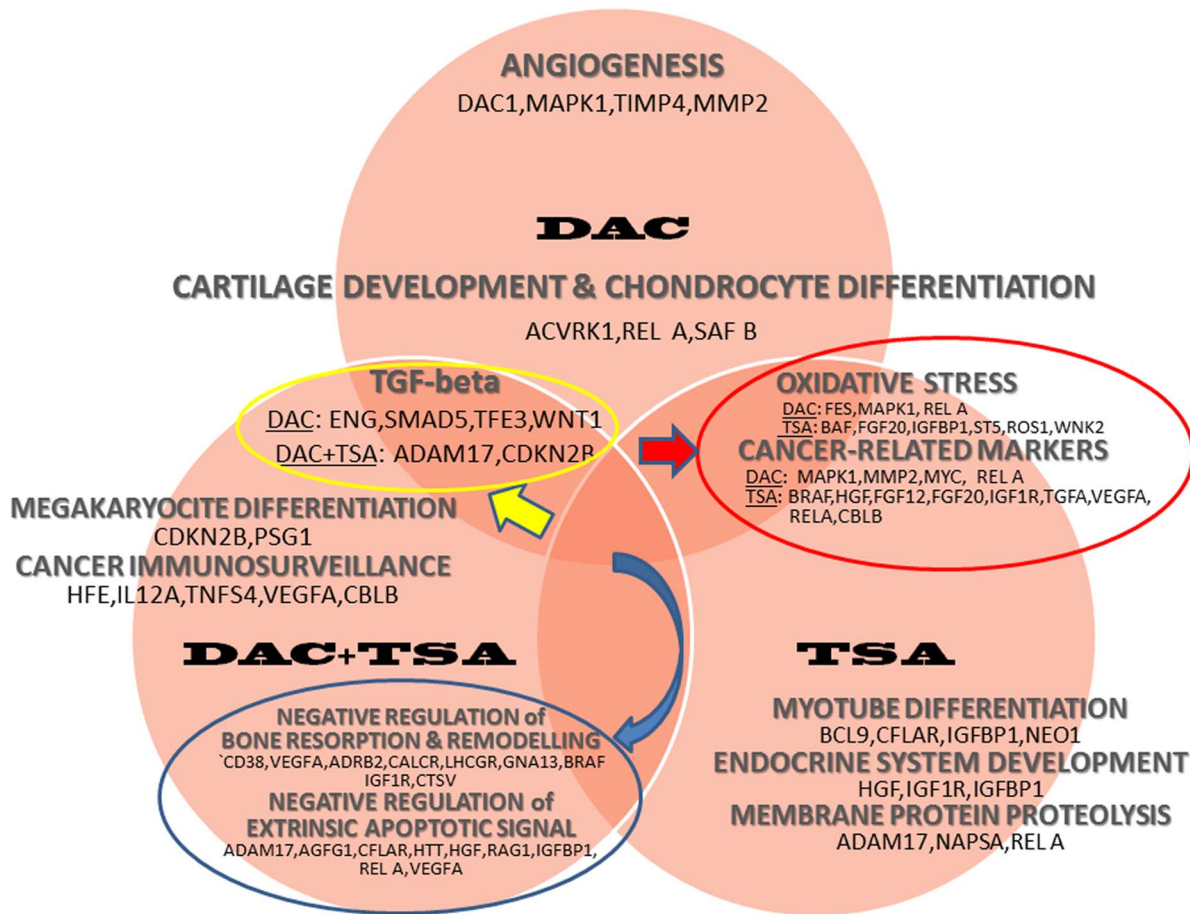 ANGIOGENESIS
DAC1,MAPK1,TIMP4,MMP2
DAC
CARTILAGE DEVELOPMENT & CHONDROCYTE DIFFERENTIATION
ACVRK1,REL A,SAF B
TGF-beta
DAC: ENG,SMAD5,TFE3,WNT1
DAC+TSA: ADAM17,CDKN2B
OXIDATIVE STRESS
DAC: FES,MAPK1, REL A
TSA: BAF,FGF20,IGFBP1,ST5,ROS1,WNK2
CANCER-RELATED MARKERS
DAC: MAPK1,MMP2,MYC, REL A
TSA: BRAF,HGF,FGF12,FGF20,IGF1R,TGFA,VEGFA,
RELA,CBLB
MEGAKARYOCITE DIFFERENTIATION
CDKN2B,PSG1
CANCER IMMUNOSURVEILLANCE
HFE,IL12A,TNFS4,VEGFA,CBLB
DAC+TSA
NEGATIVE REGULATION of
BONE RESORPTION & REMODELLING
`CD38,VEGFA,ADRB2,CALCR,LHCGR,GNA13,BRAF
IGF1R,CTSV
NEGATIVE REGULATION of
EXTRINSIC APOPTOTIC SIGNAL
ADAM17,AGFG1,CFLAR,HTT,HGF,RAG1,IGFBP1,
REL A,VEGFA
TSA
MYOTUBE DIFFERENTIATION
BCL9,CFLAR,IGFBP1,NEO1
ENDOCRINE SYSTEM DEVELOPMENT
HGF,IGF1R,IGFBP1
MEMBRANE PROTEIN PROTEOLYSIS
ADAM17,NAPSA,REL A